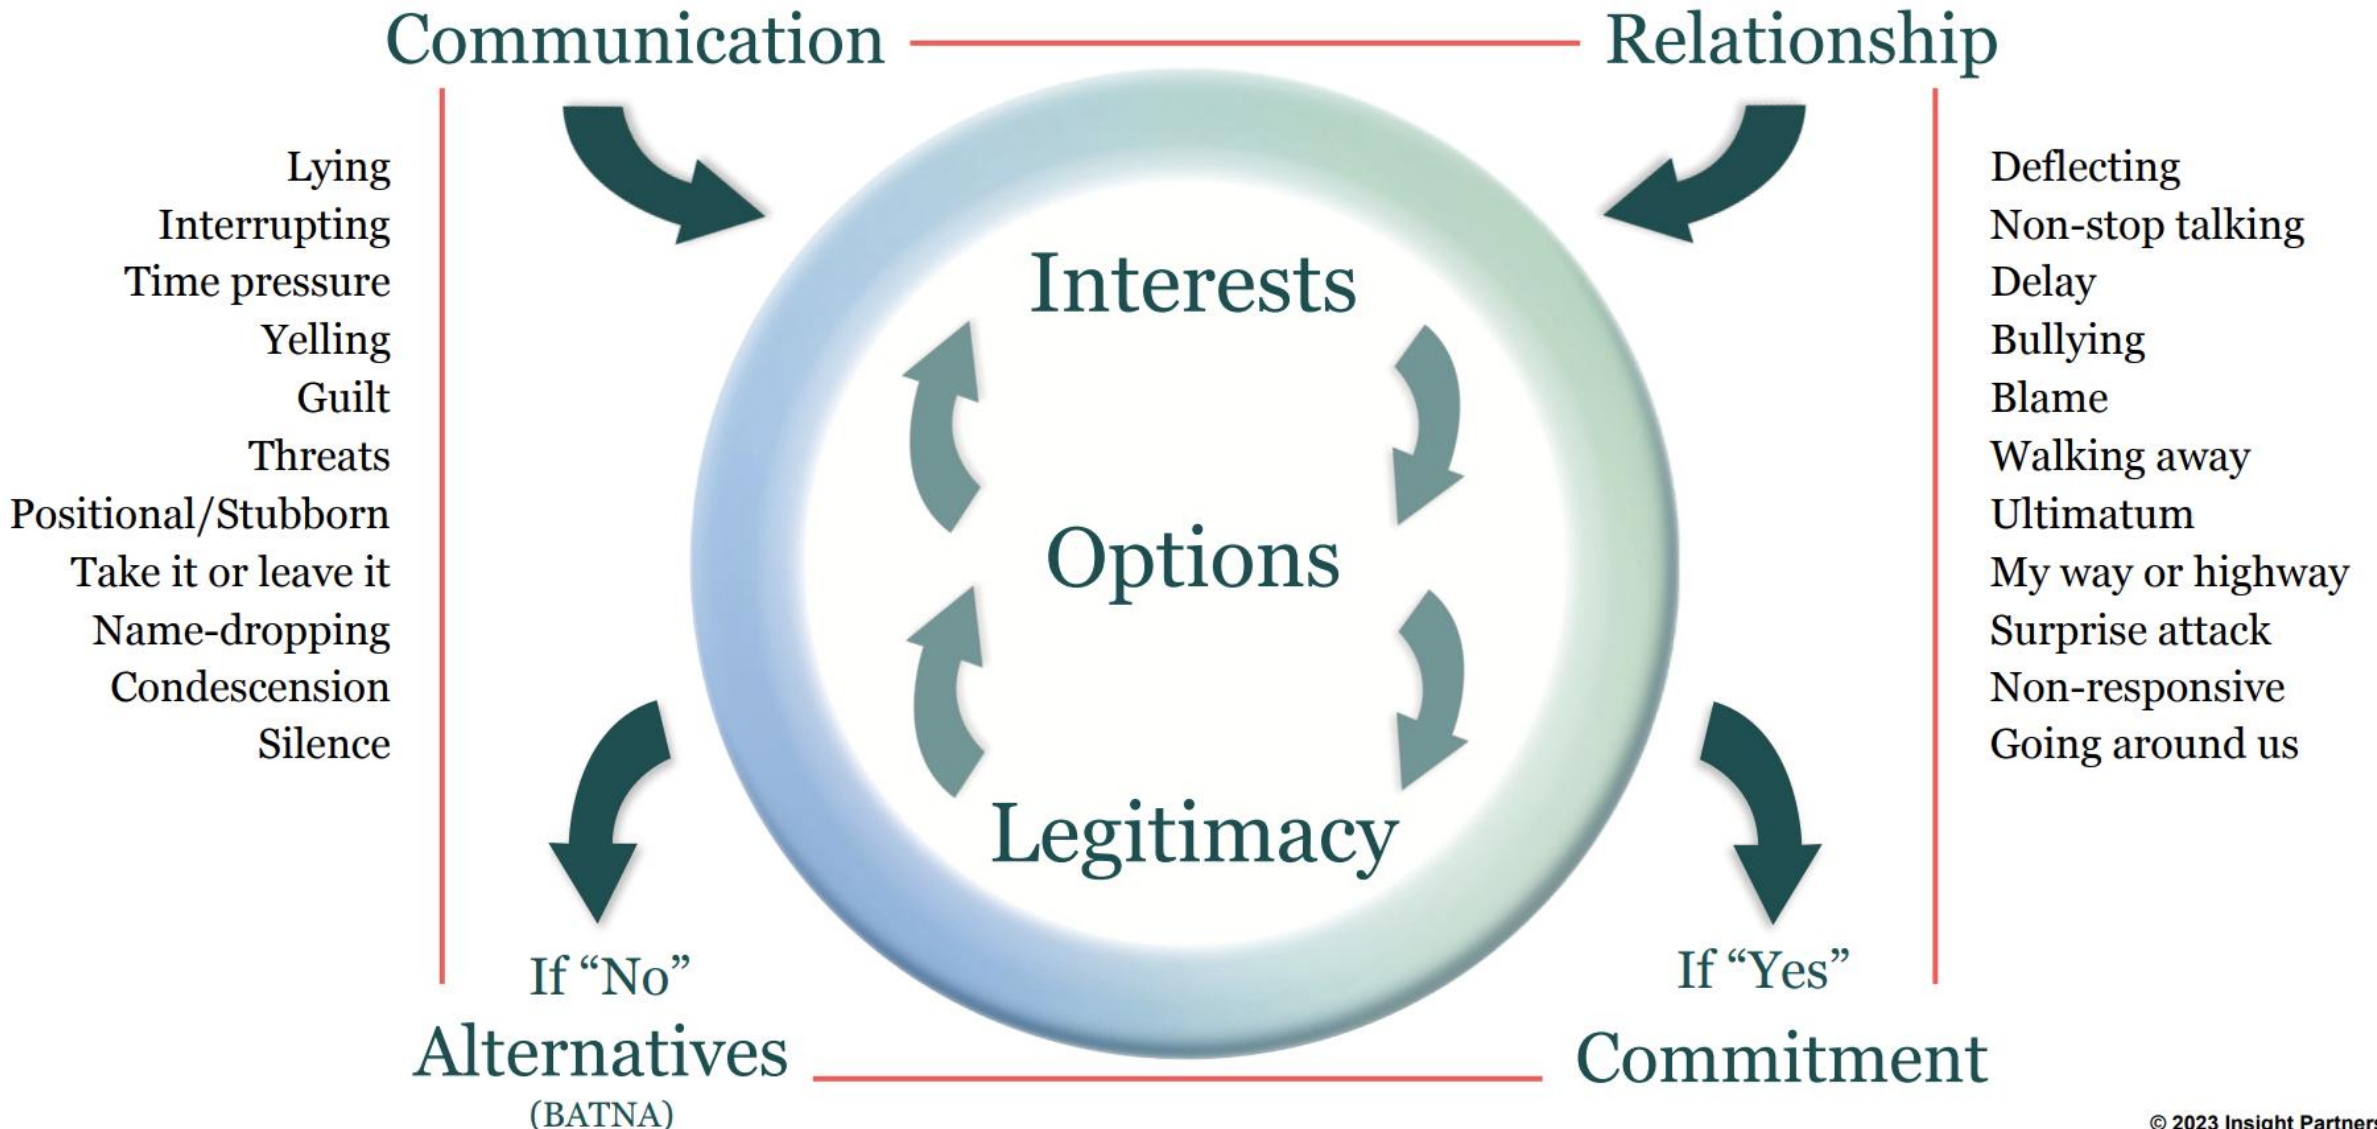 Communication
Relationship
Lying
Interrupting
Time pressure
Yelling
Guilt
Threats
Positional/Stubborn
Take it or leave it
Name-dropping
Condescension
Silence
Interests
Options
Legitimacy
Deflecting
Non-stop talking
Delay
Bullying
Blame
Walking away
Ultimatum
My way or highway
Surprise attack
Non-responsive
Going around us
If “No”
Alternatives
(BATNA)
If “Yes”
Commitment
© 2023 Insight Partners